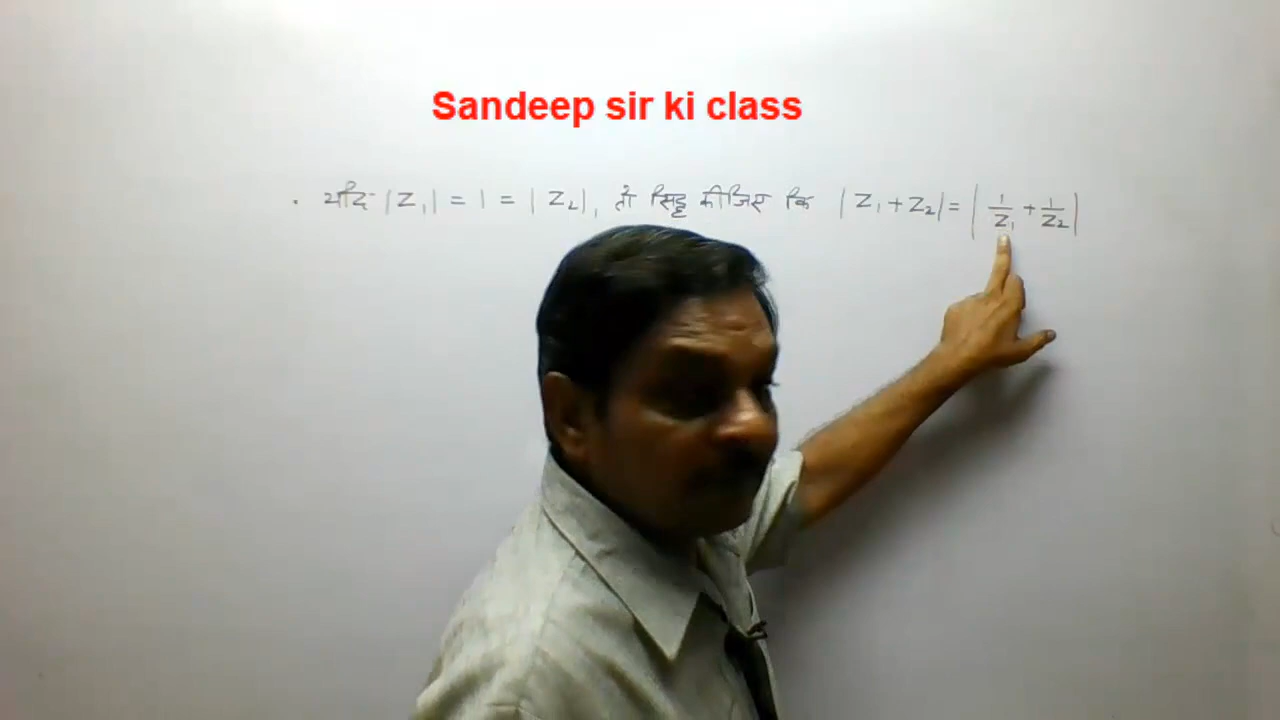 Sandeep sir ki class
. यदि |Z₁| = 1 = |Z₂|, तो सिद्ध कीजिए कि |Z₁ + Z₂| = |1/Z₁ + 1/Z₂|